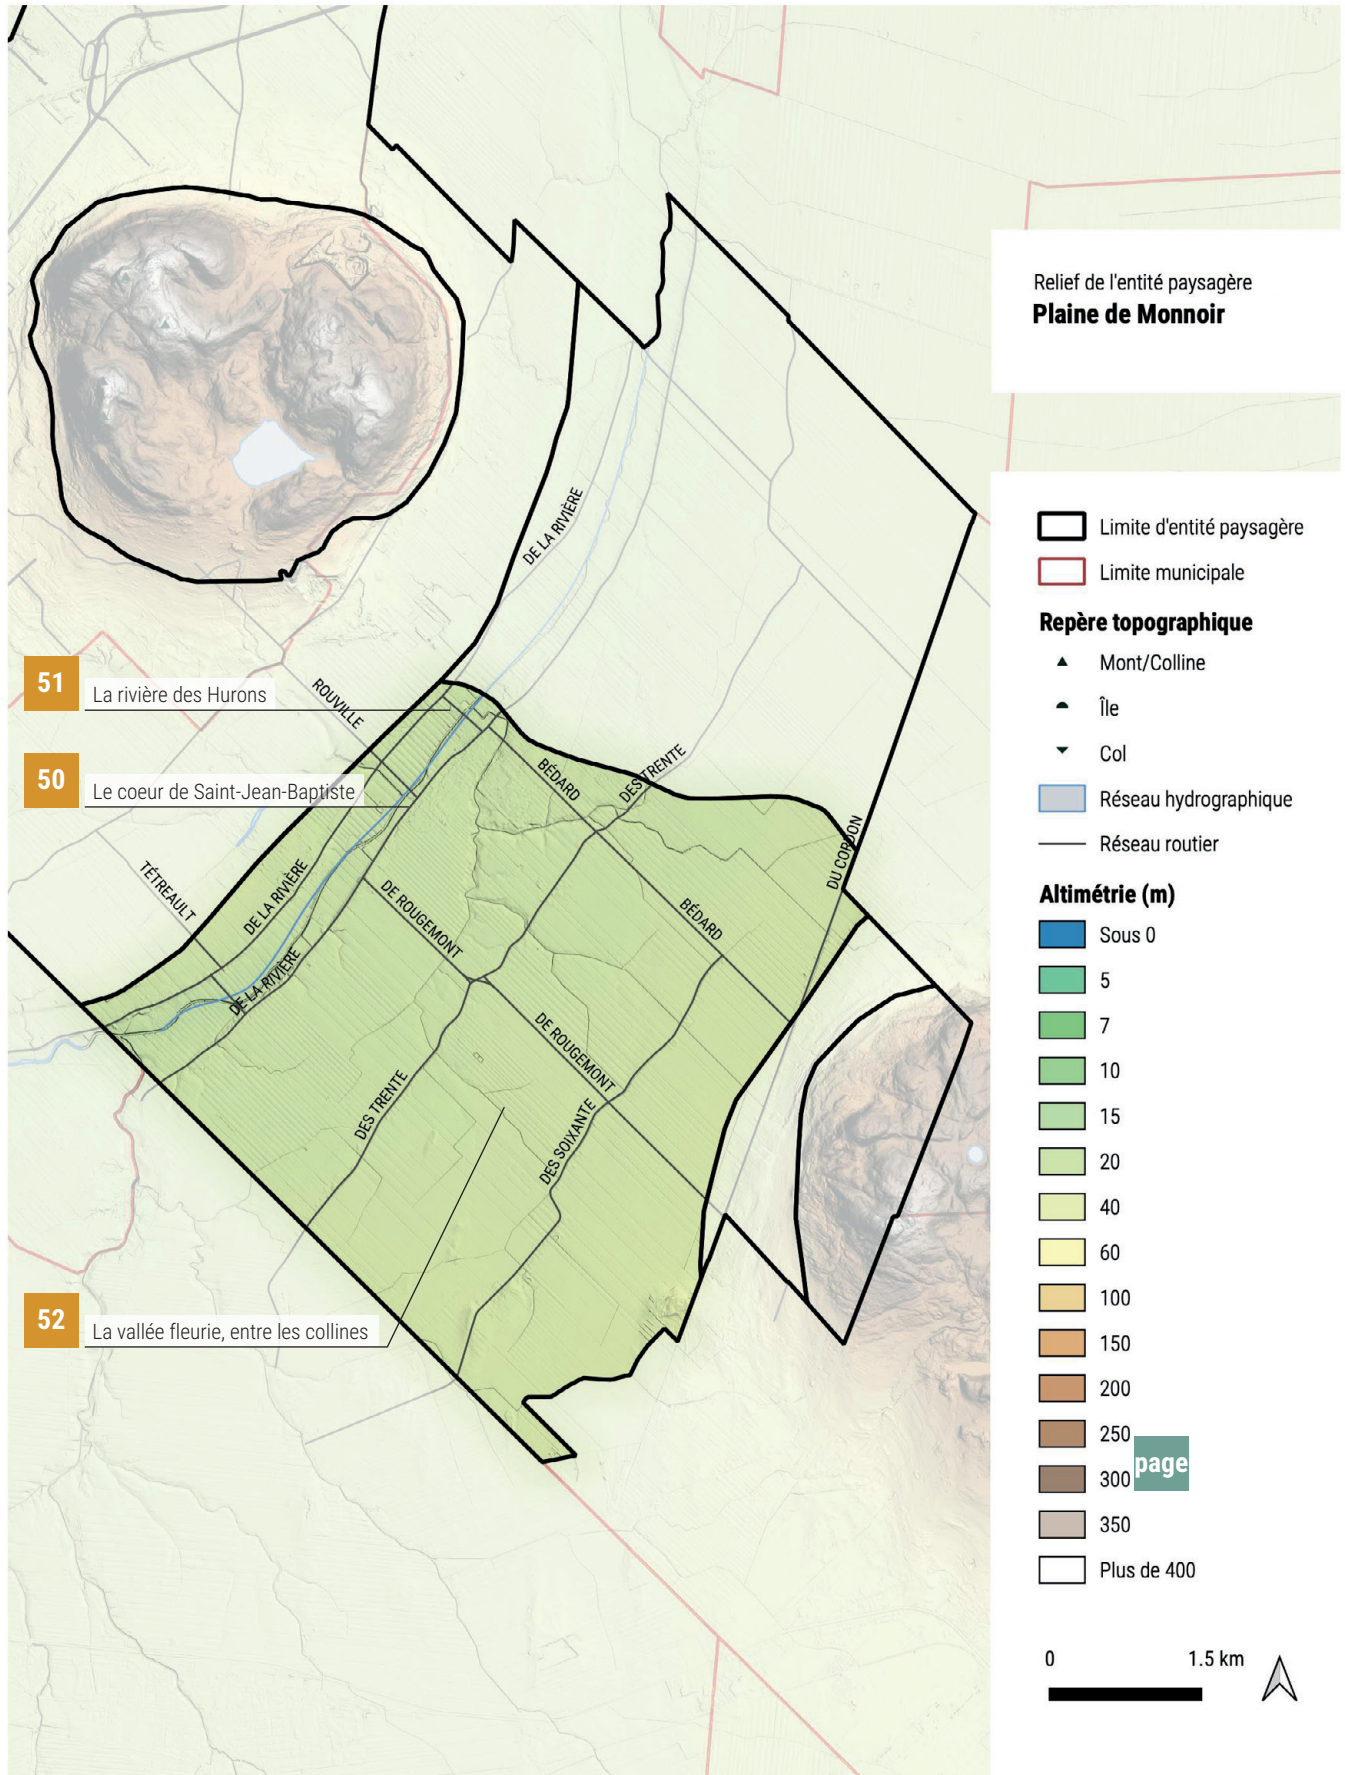 Relief de l'entité paysagère
Plaine de Monnoir
Limite d'entité paysagère
Limite municipale
Repère topographique
Mont/Colline
Île
Col
Réseau hydrographique
Réseau routier
Altimétrie (m)
Sous 0
5
7
10
15
20
40
60
100
150
200
250
300
350
Plus de 400
page
0 1.5 km
DE LA RIVIÈRE
51 La rivière des Hurons
ROUVILLE
50 Le coeur de Saint-Jean-Baptiste
BÉDARD
DES TRENTE
DU CORDON
TÉTREAULT
DE LA RIVIÈRE
DE ROUGEMONT
BÉDARD
DE LA RIVIÈRE
DE ROUGEMONT
DES TRENTE
DES SOIXANTE
52 La vallée fleurie, entre les collines